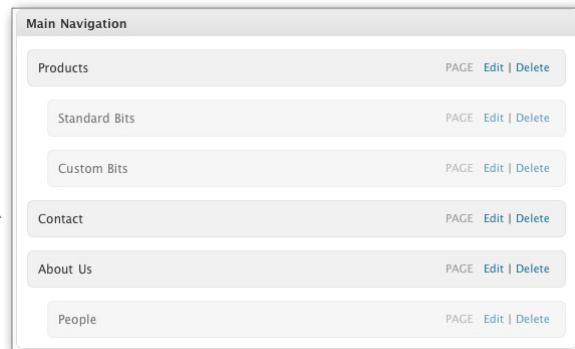 Main Navigation
Products PAGE Edit | Delete
Standard Bits PAGE Edit | Delete
Custom Bits PAGE Edit | Delete
Contact PAGE Edit | Delete
About Us PAGE Edit | Delete
People PAGE Edit | Delete